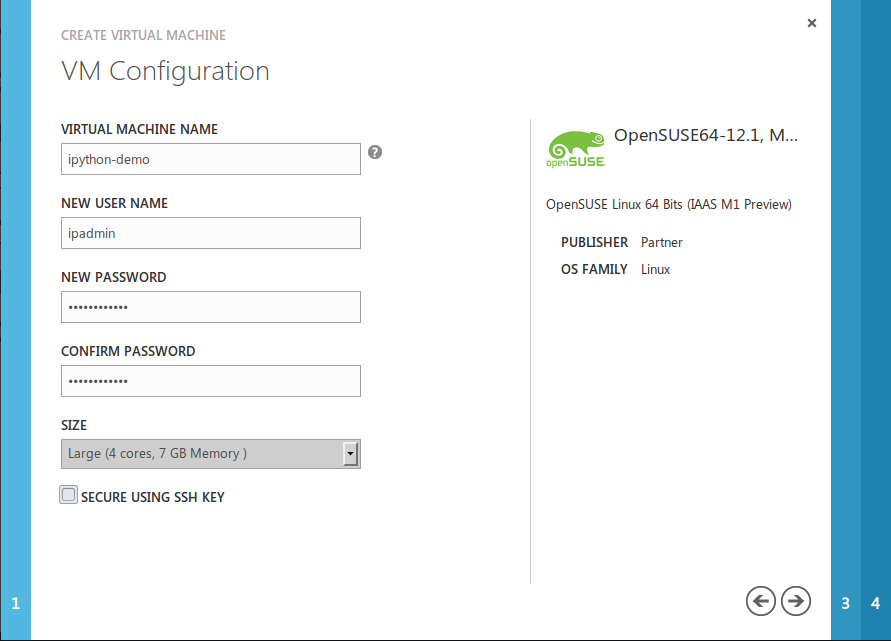 CREATE VIRTUAL MACHINE
VM Configuration
VIRTUAL MACHINE NAME
ipython-demo
?
NEW USER NAME
ipadmin
NEW PASSWORD
••••••••••••
CONFIRM PASSWORD
••••••••••••
SIZE
Large (4 cores, 7 GB Memory )
SECURE USING SSH KEY
openSUSE
OpenSUSE64-12.1, M...
OpenSUSE Linux 64 Bits (IAAS M1 Preview)
PUBLISHER Partner
OS FAMILY Linux
1
3
4